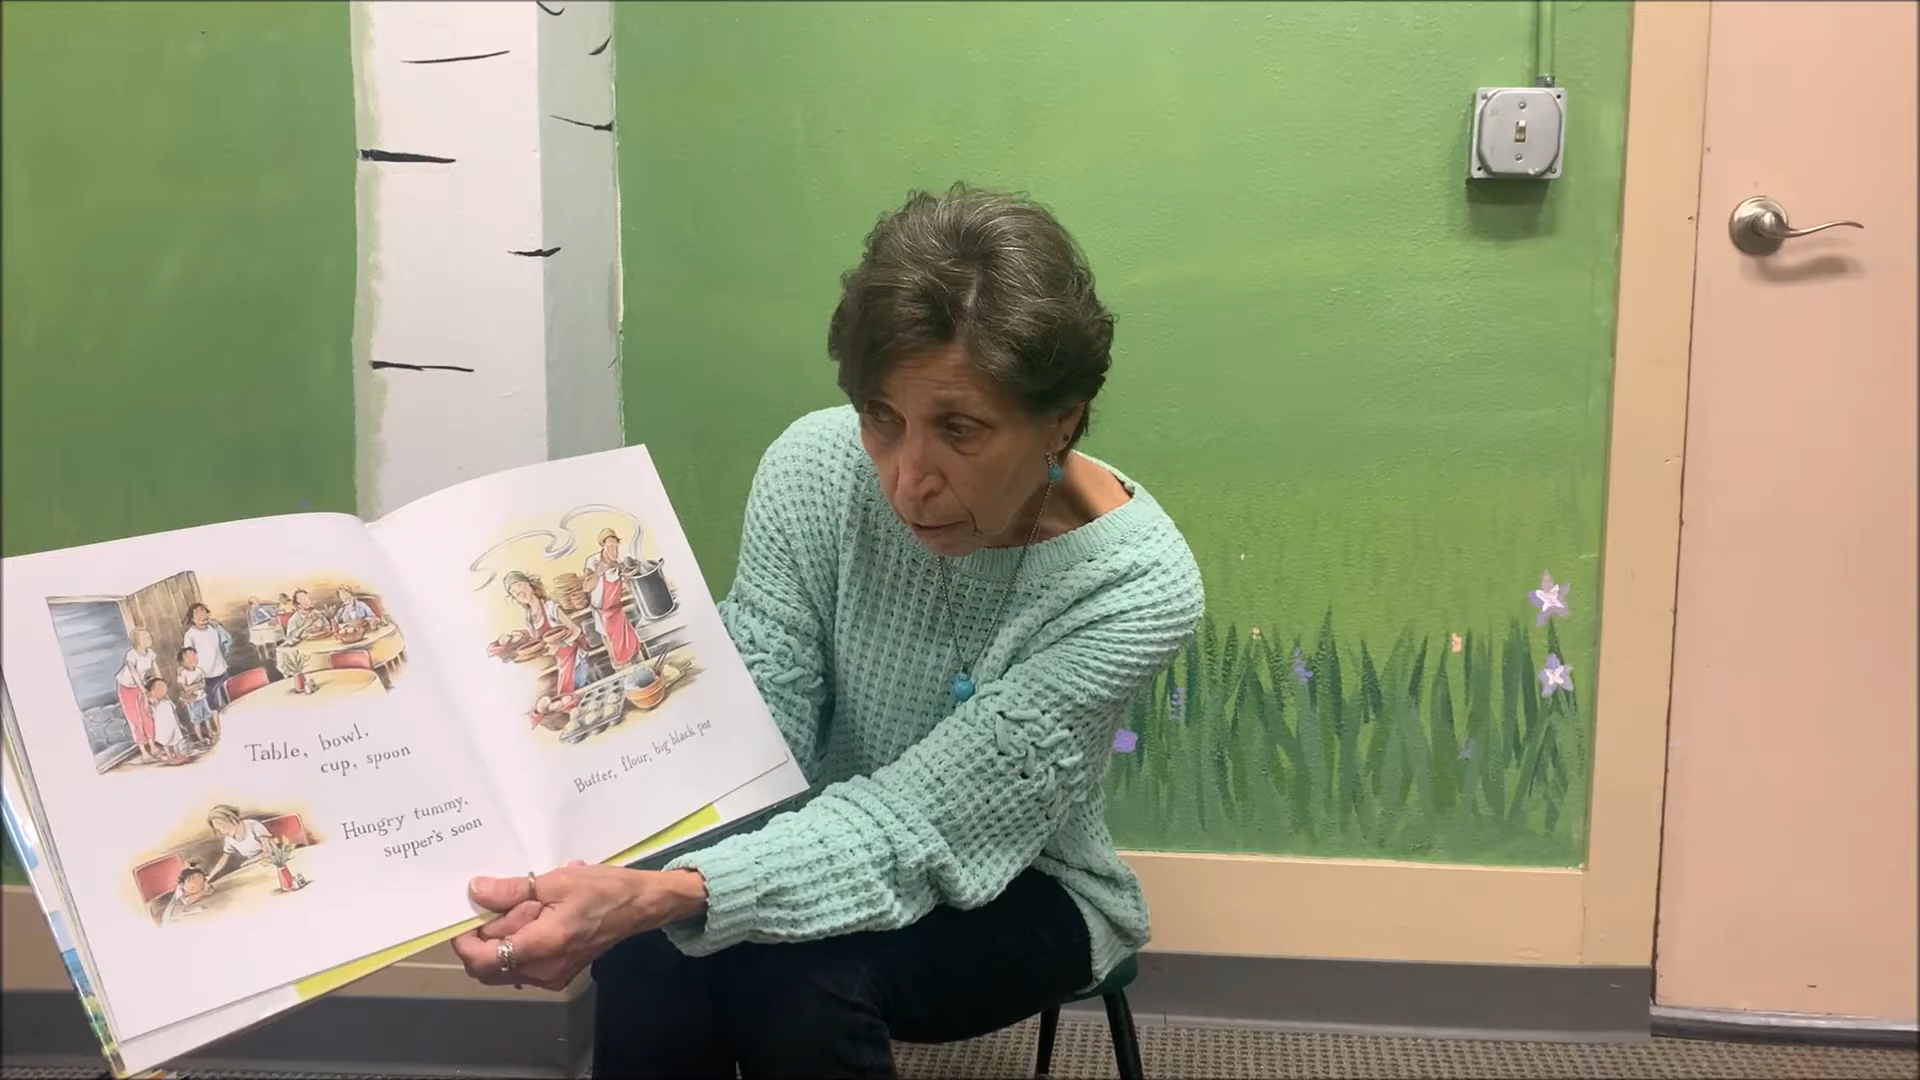 Table, bowl,
cup, spoon
Hungry tummy,
supper's soon
Butter, flour, big black pot